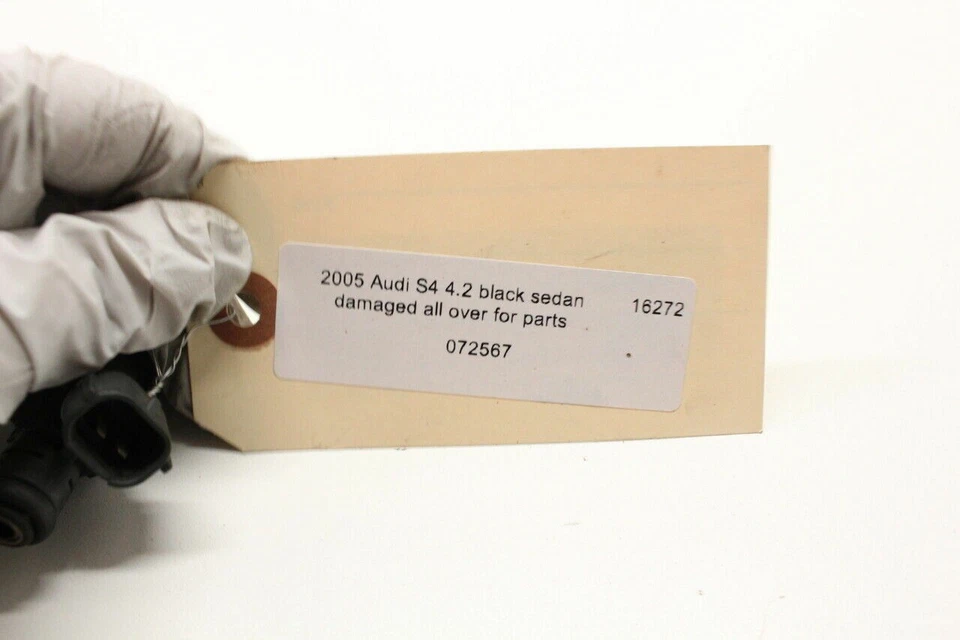 2005 Audi S4 4.2 black sedan 16272
damaged all over for parts
072567